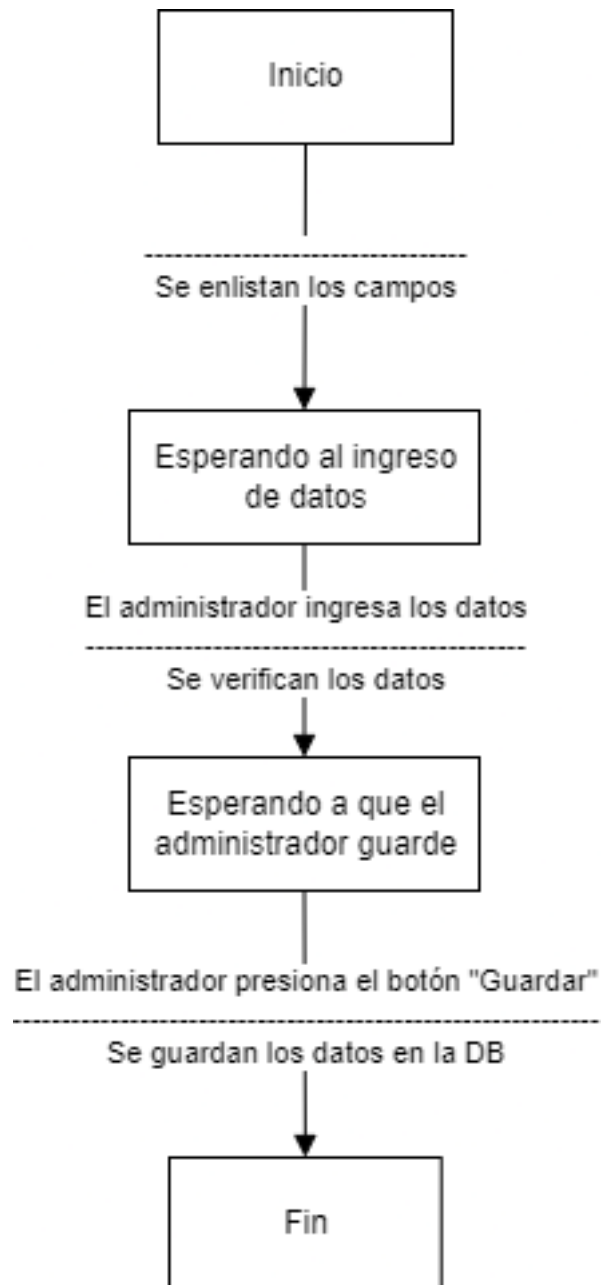 Inicio
Se enlistan los campos
Esperando al ingreso
de datos
El administrador ingresa los datos
Se verifican los datos
Esperando a que el
administrador guarde
El administrador presiona el botón "Guardar"
Se guardan los datos en la DB
Fin